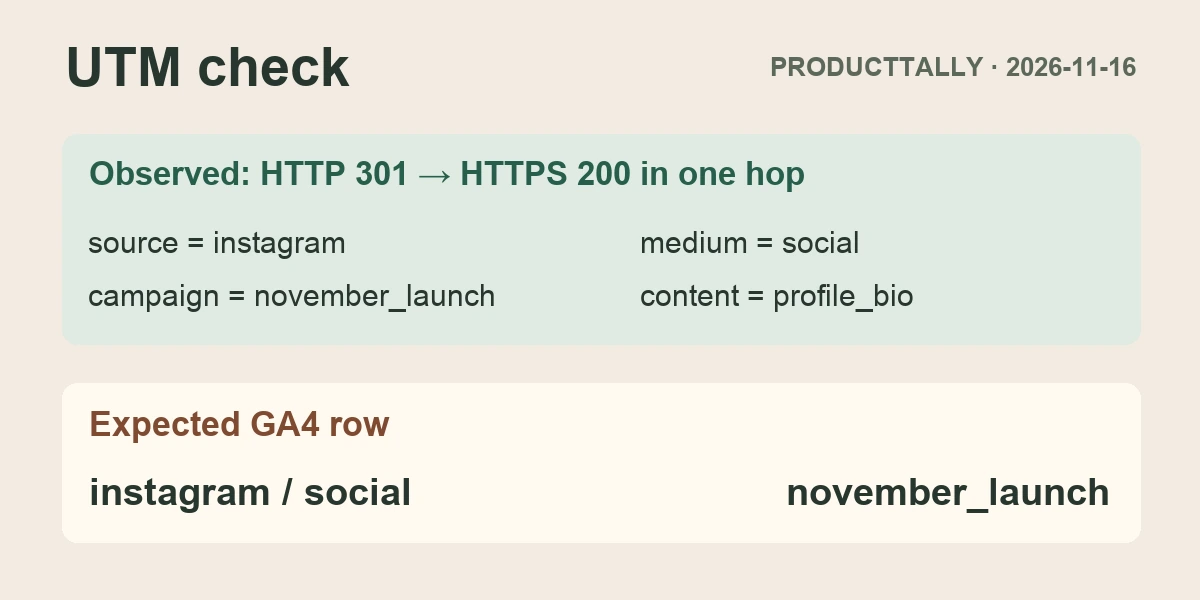 UTM check
PRODUCTTALLY · 2026-11-16
Observed: HTTP 301 → HTTPS 200 in one hop
source = instagram
medium = social
campaign = november_launch
content = profile_bio
Expected GA4 row
instagram / social
november_launch